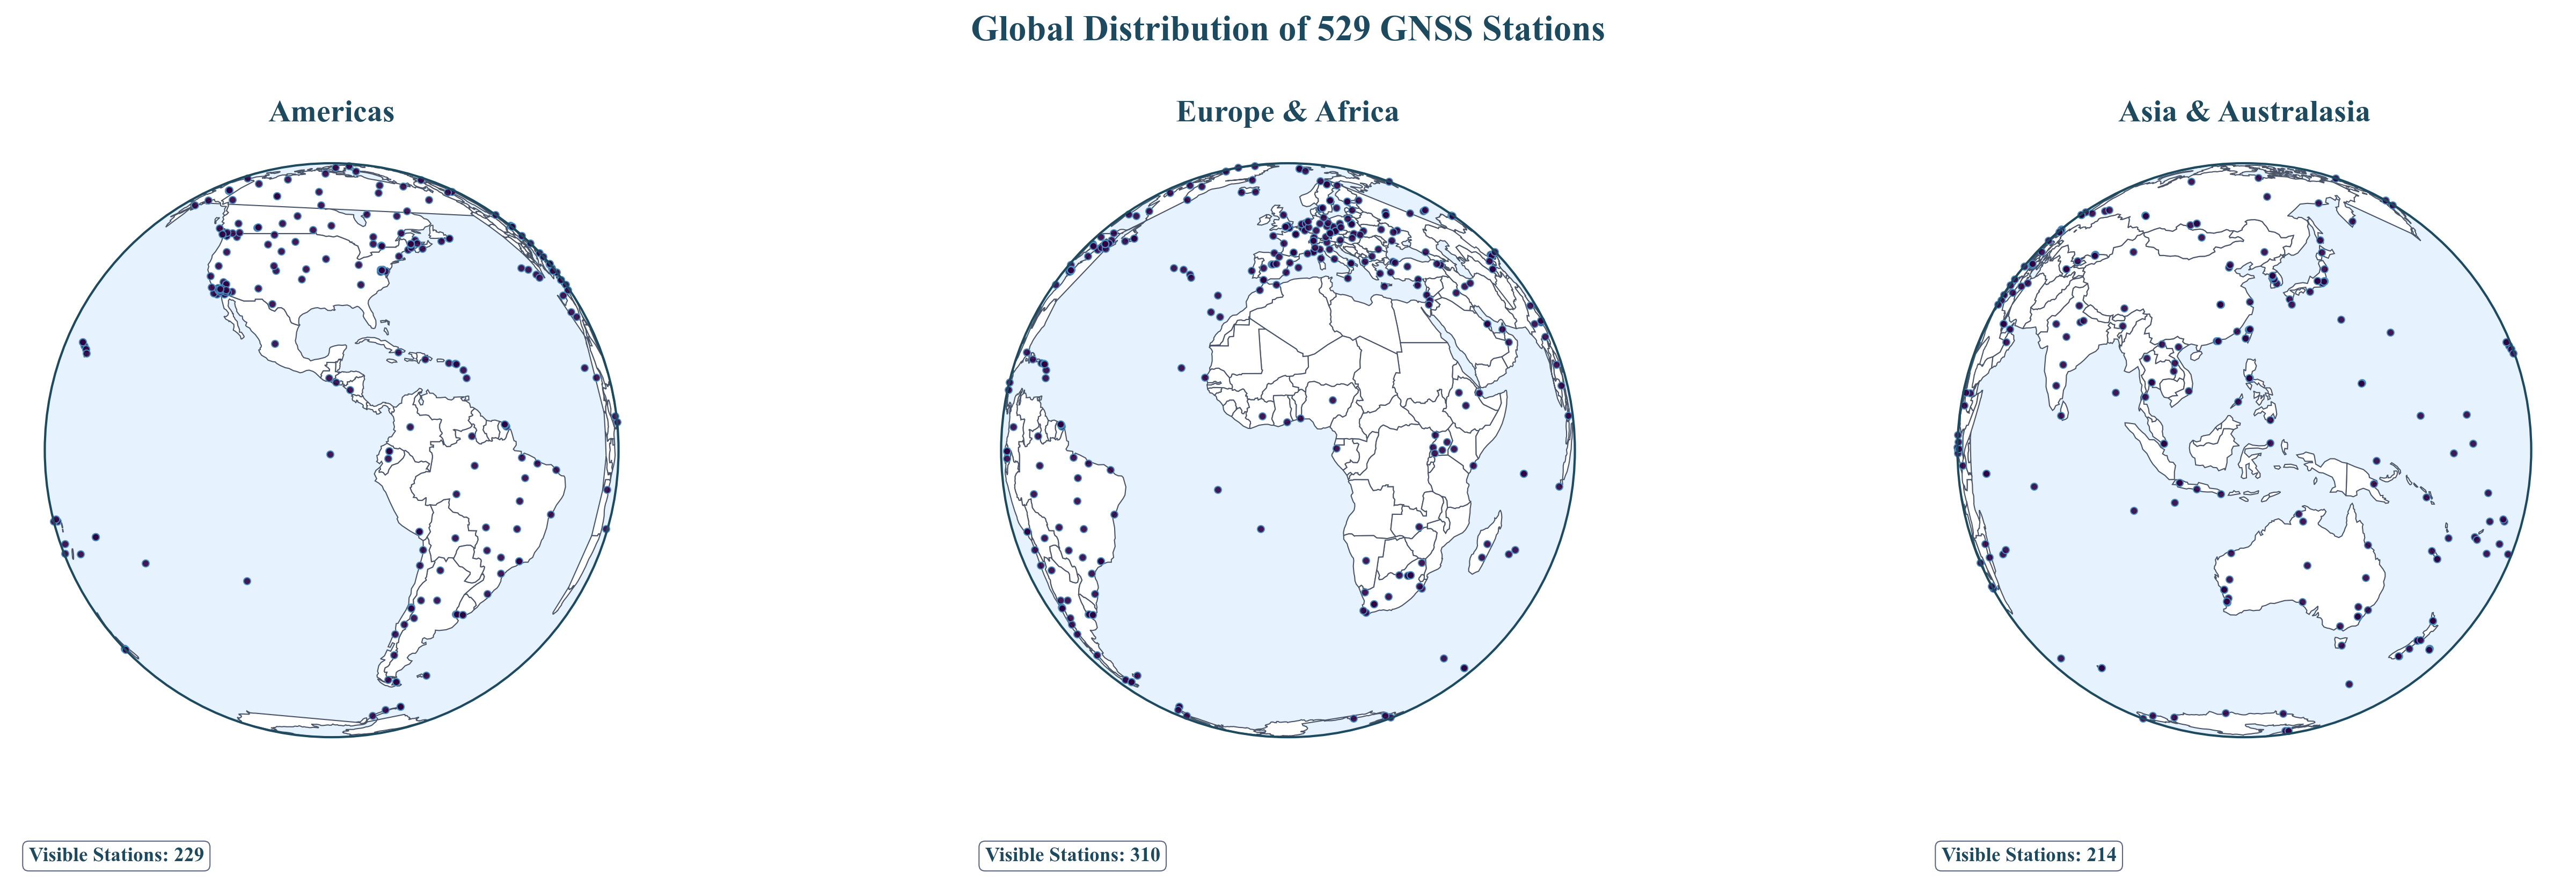 Global Distribution of 529 GNSS Stations
Americas
Europe & Africa
Asia & Australasia
Visible Stations: 229
Visible Stations: 310
Visible Stations: 214